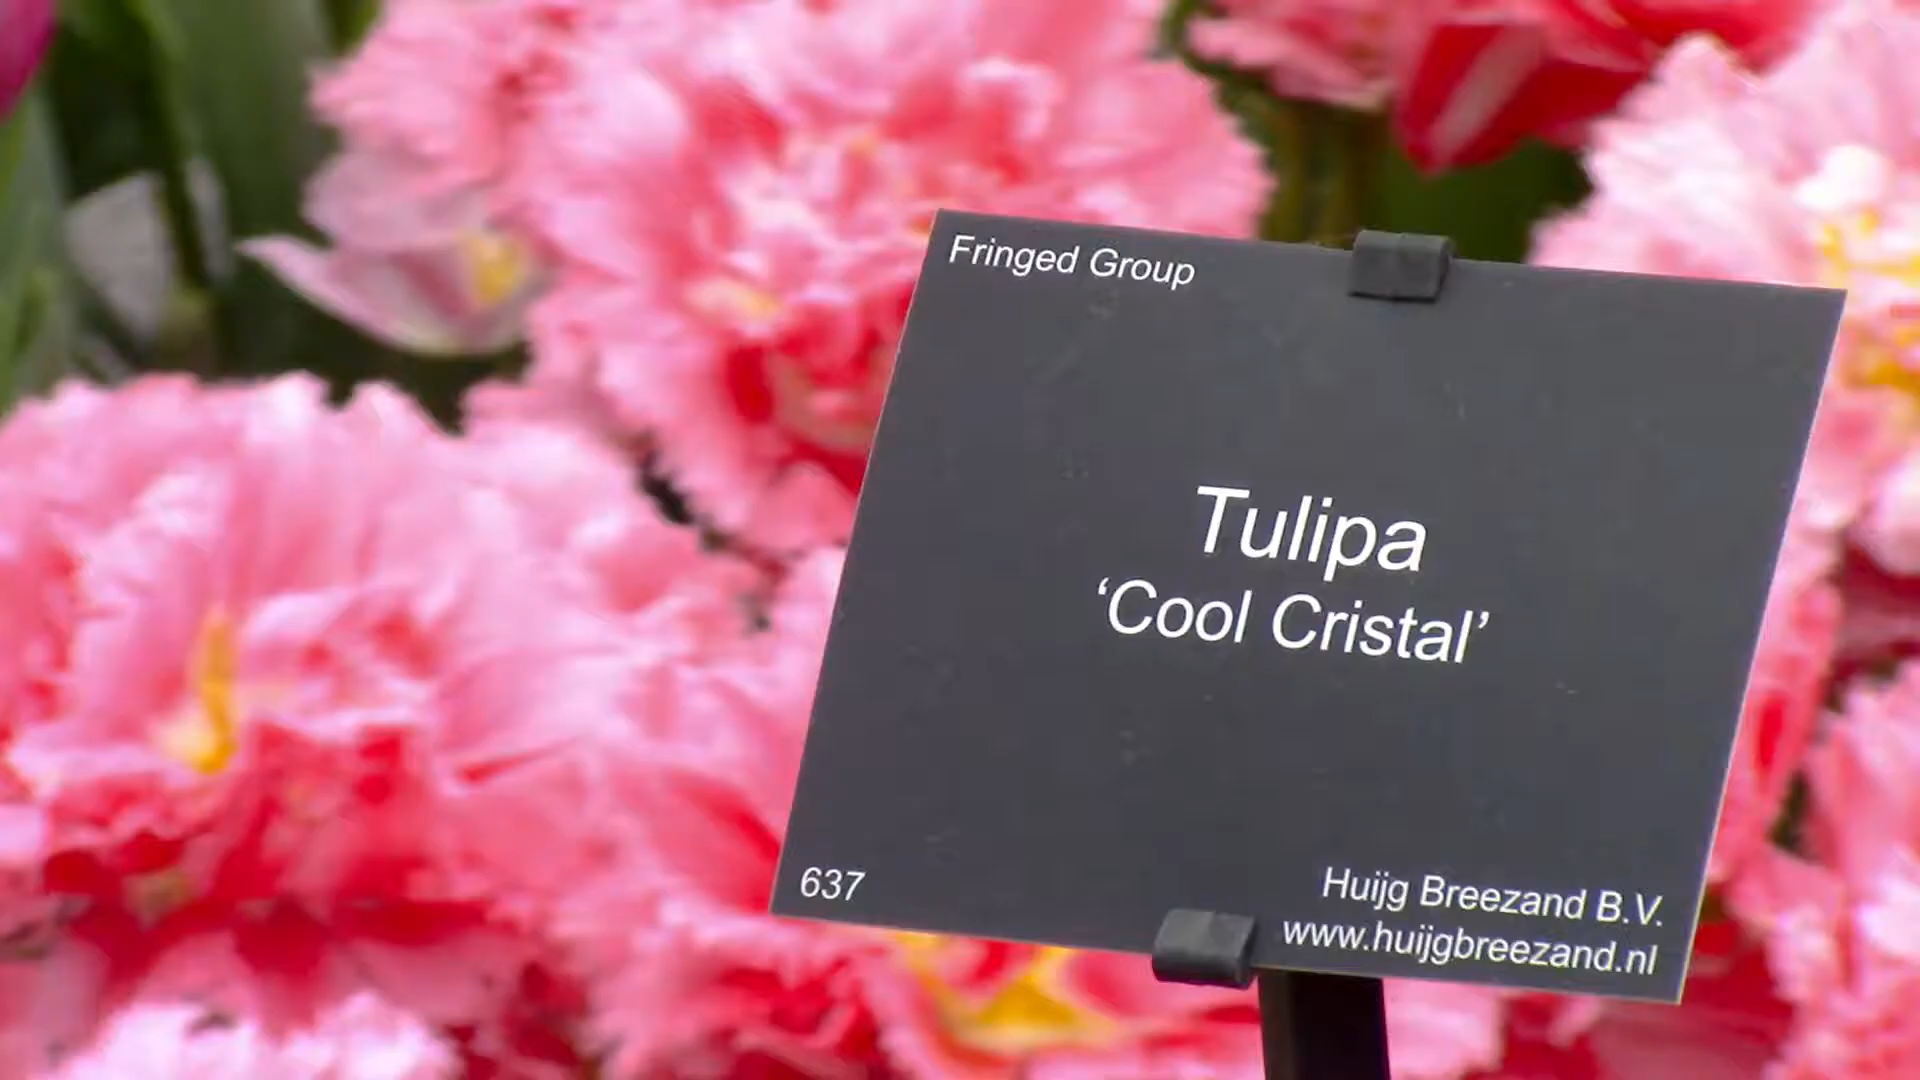 Fringed Group
Tulipa
‘Cool Cristal’
637
Huijg Breezand B.V.
www.huijgbreezand.nl